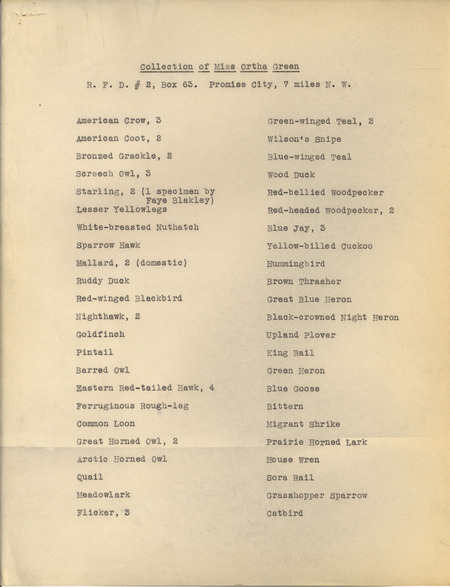 Collection of Miss Ortha Green
R. F. D. # 2, Box 63. Promise City, 7 miles N. W.
American Crow, 3
American Coot, 2
Bronzed Grackle, 2
Screech Owl, 3
Starling, 2 (1 specimen by
Faye Blakley)
Lesser Yellowlegs
White-breasted Nuthatch
Sparrow Hawk
Mallard, 2 (domestic)
Ruddy Duck
Red-winged Blackbird
Nighthawk, 2
Goldfinch
Pintail
Barred Owl
Eastern Red-tailed Hawk, 4
Ferruginous Rough-leg
Common Loon
Great Horned Owl, 2
Arctic Horned Owl
Quail
Meadowlark
Flicker, 3
Green-winged Teal, 2
Wilson's Snipe
Blue-winged Teal
Wood Duck
Red-bellied Woodpecker
Red-headed Woodpecker, 2
Blue Jay, 3
Yellow-billed Cuckoo
Hummingbird
Brown Thrasher
Great Blue Heron
Black-crowned Night Heron
Upland Plover
King Rail
Green Heron
Blue Goose
Bittern
Migrant Shrike
Prairie Horned Lark
House Wren
Sora Rail
Grasshopper Sparrow
Catbird